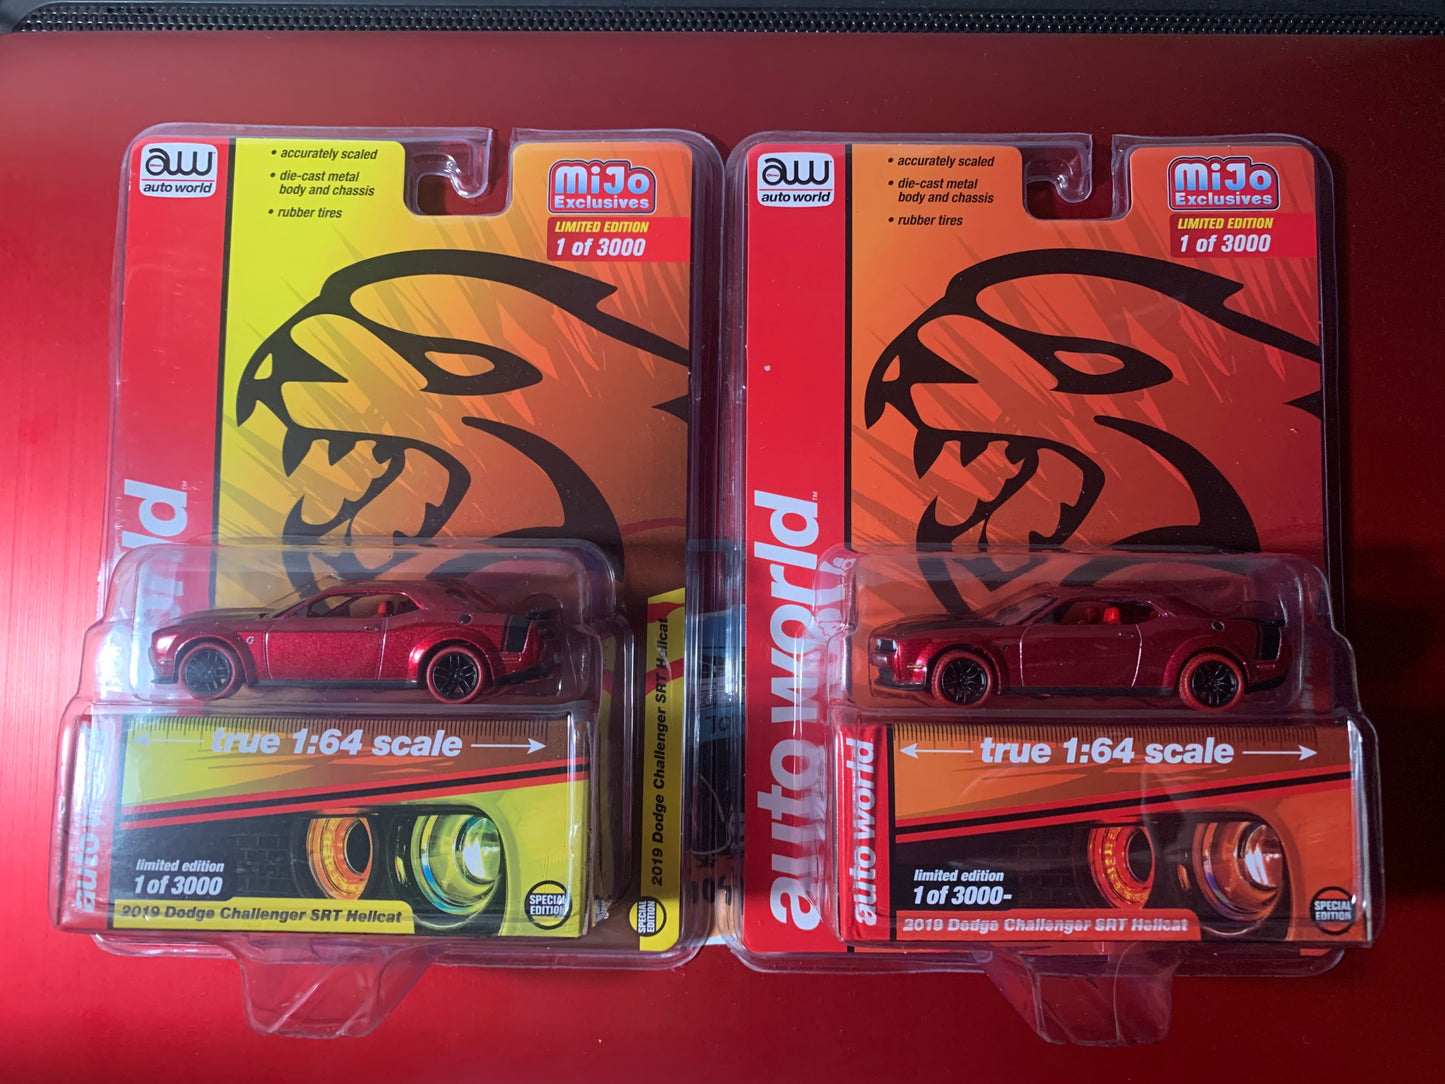 aw
auto world
• accurately scaled
• die-cast metal
body and chassis
• rubber tires
MiJo
Exclusives
LIMITED EDITION
1 of 3000
true 1:64 scale
limited edition
1 of 3000
2019 Dodge Challenger SRT Hellcat
SPECIAL
EDITION
2019 Dodge Challenger SRT Hellcat
SPECIAL
EDITION
aw
auto world
• accurately scaled
• die-cast metal
body and chassis
• rubber tires
MiJo
Exclusives
LIMITED EDITION
1 of 3000
auto world™
auto world
true 1:64 scale
limited edition
1 of 3000-
2019 Dodge Challenger SRT Hellcat
SPECIAL
EDITION